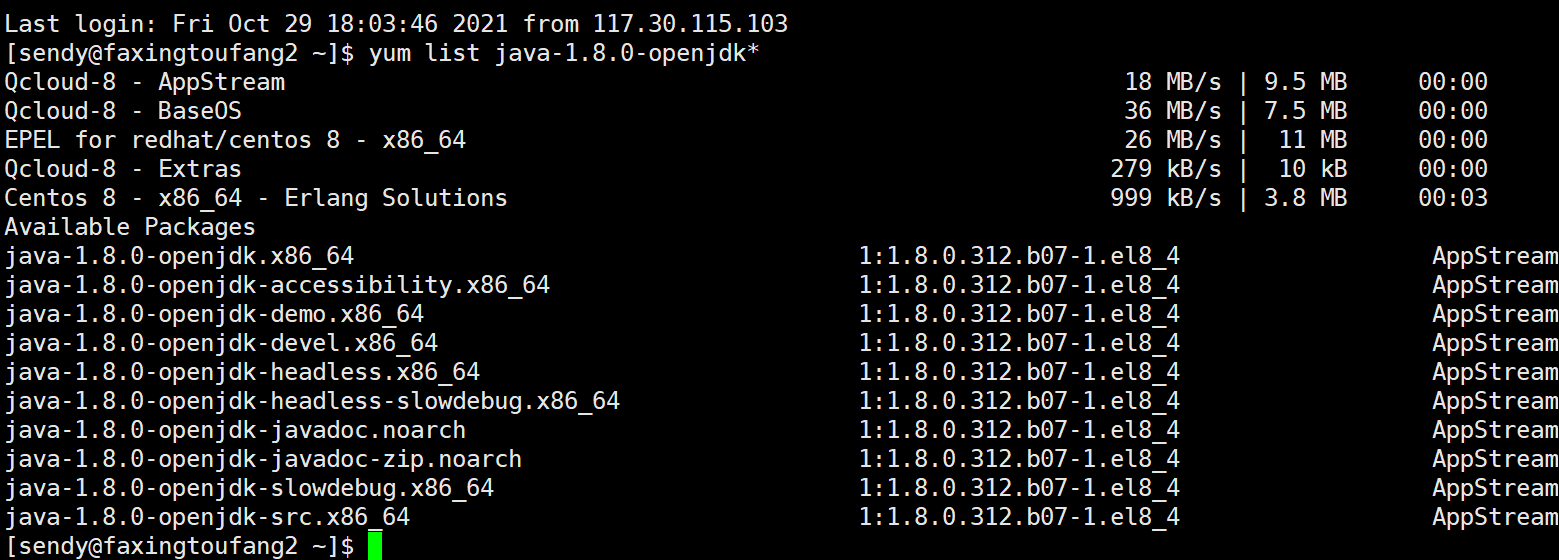 Last login: Fri Oct 29 18:03:46 2021 from 117.30.115.103
[sendy@faxingtoufang2 ~]$ yum list java-1.8.0-openjdk*
Qcloud-8 - AppStream 18 MB/s | 9.5 MB 00:00
Qcloud-8 - BaseOS 36 MB/s | 7.5 MB 00:00
EPEL for redhat/centos 8 - x86_64 26 MB/s | 11 MB 00:00
Qcloud-8 - Extras 279 kB/s | 10 kB 00:00
Centos 8 - x86_64 - Erlang Solutions 999 kB/s | 3.8 MB 00:03
Available Packages
java-1.8.0-openjdk.x86_64 1:1.8.0.312.b07-1.el8_4 AppStream
java-1.8.0-openjdk-accessibility.x86_64 1:1.8.0.312.b07-1.el8_4 AppStream
java-1.8.0-openjdk-demo.x86_64 1:1.8.0.312.b07-1.el8_4 AppStream
java-1.8.0-openjdk-devel.x86_64 1:1.8.0.312.b07-1.el8_4 AppStream
java-1.8.0-openjdk-headless.x86_64 1:1.8.0.312.b07-1.el8_4 AppStream
java-1.8.0-openjdk-headless-slowdebug.x86_64 1:1.8.0.312.b07-1.el8_4 AppStream
java-1.8.0-openjdk-javadoc.noarch 1:1.8.0.312.b07-1.el8_4 AppStream
java-1.8.0-openjdk-javadoc-zip.noarch 1:1.8.0.312.b07-1.el8_4 AppStream
java-1.8.0-openjdk-slowdebug.x86_64 1:1.8.0.312.b07-1.el8_4 AppStream
java-1.8.0-openjdk-src.x86_64 1:1.8.0.312.b07-1.el8_4 AppStream
[sendy@faxingtoufang2 ~]$